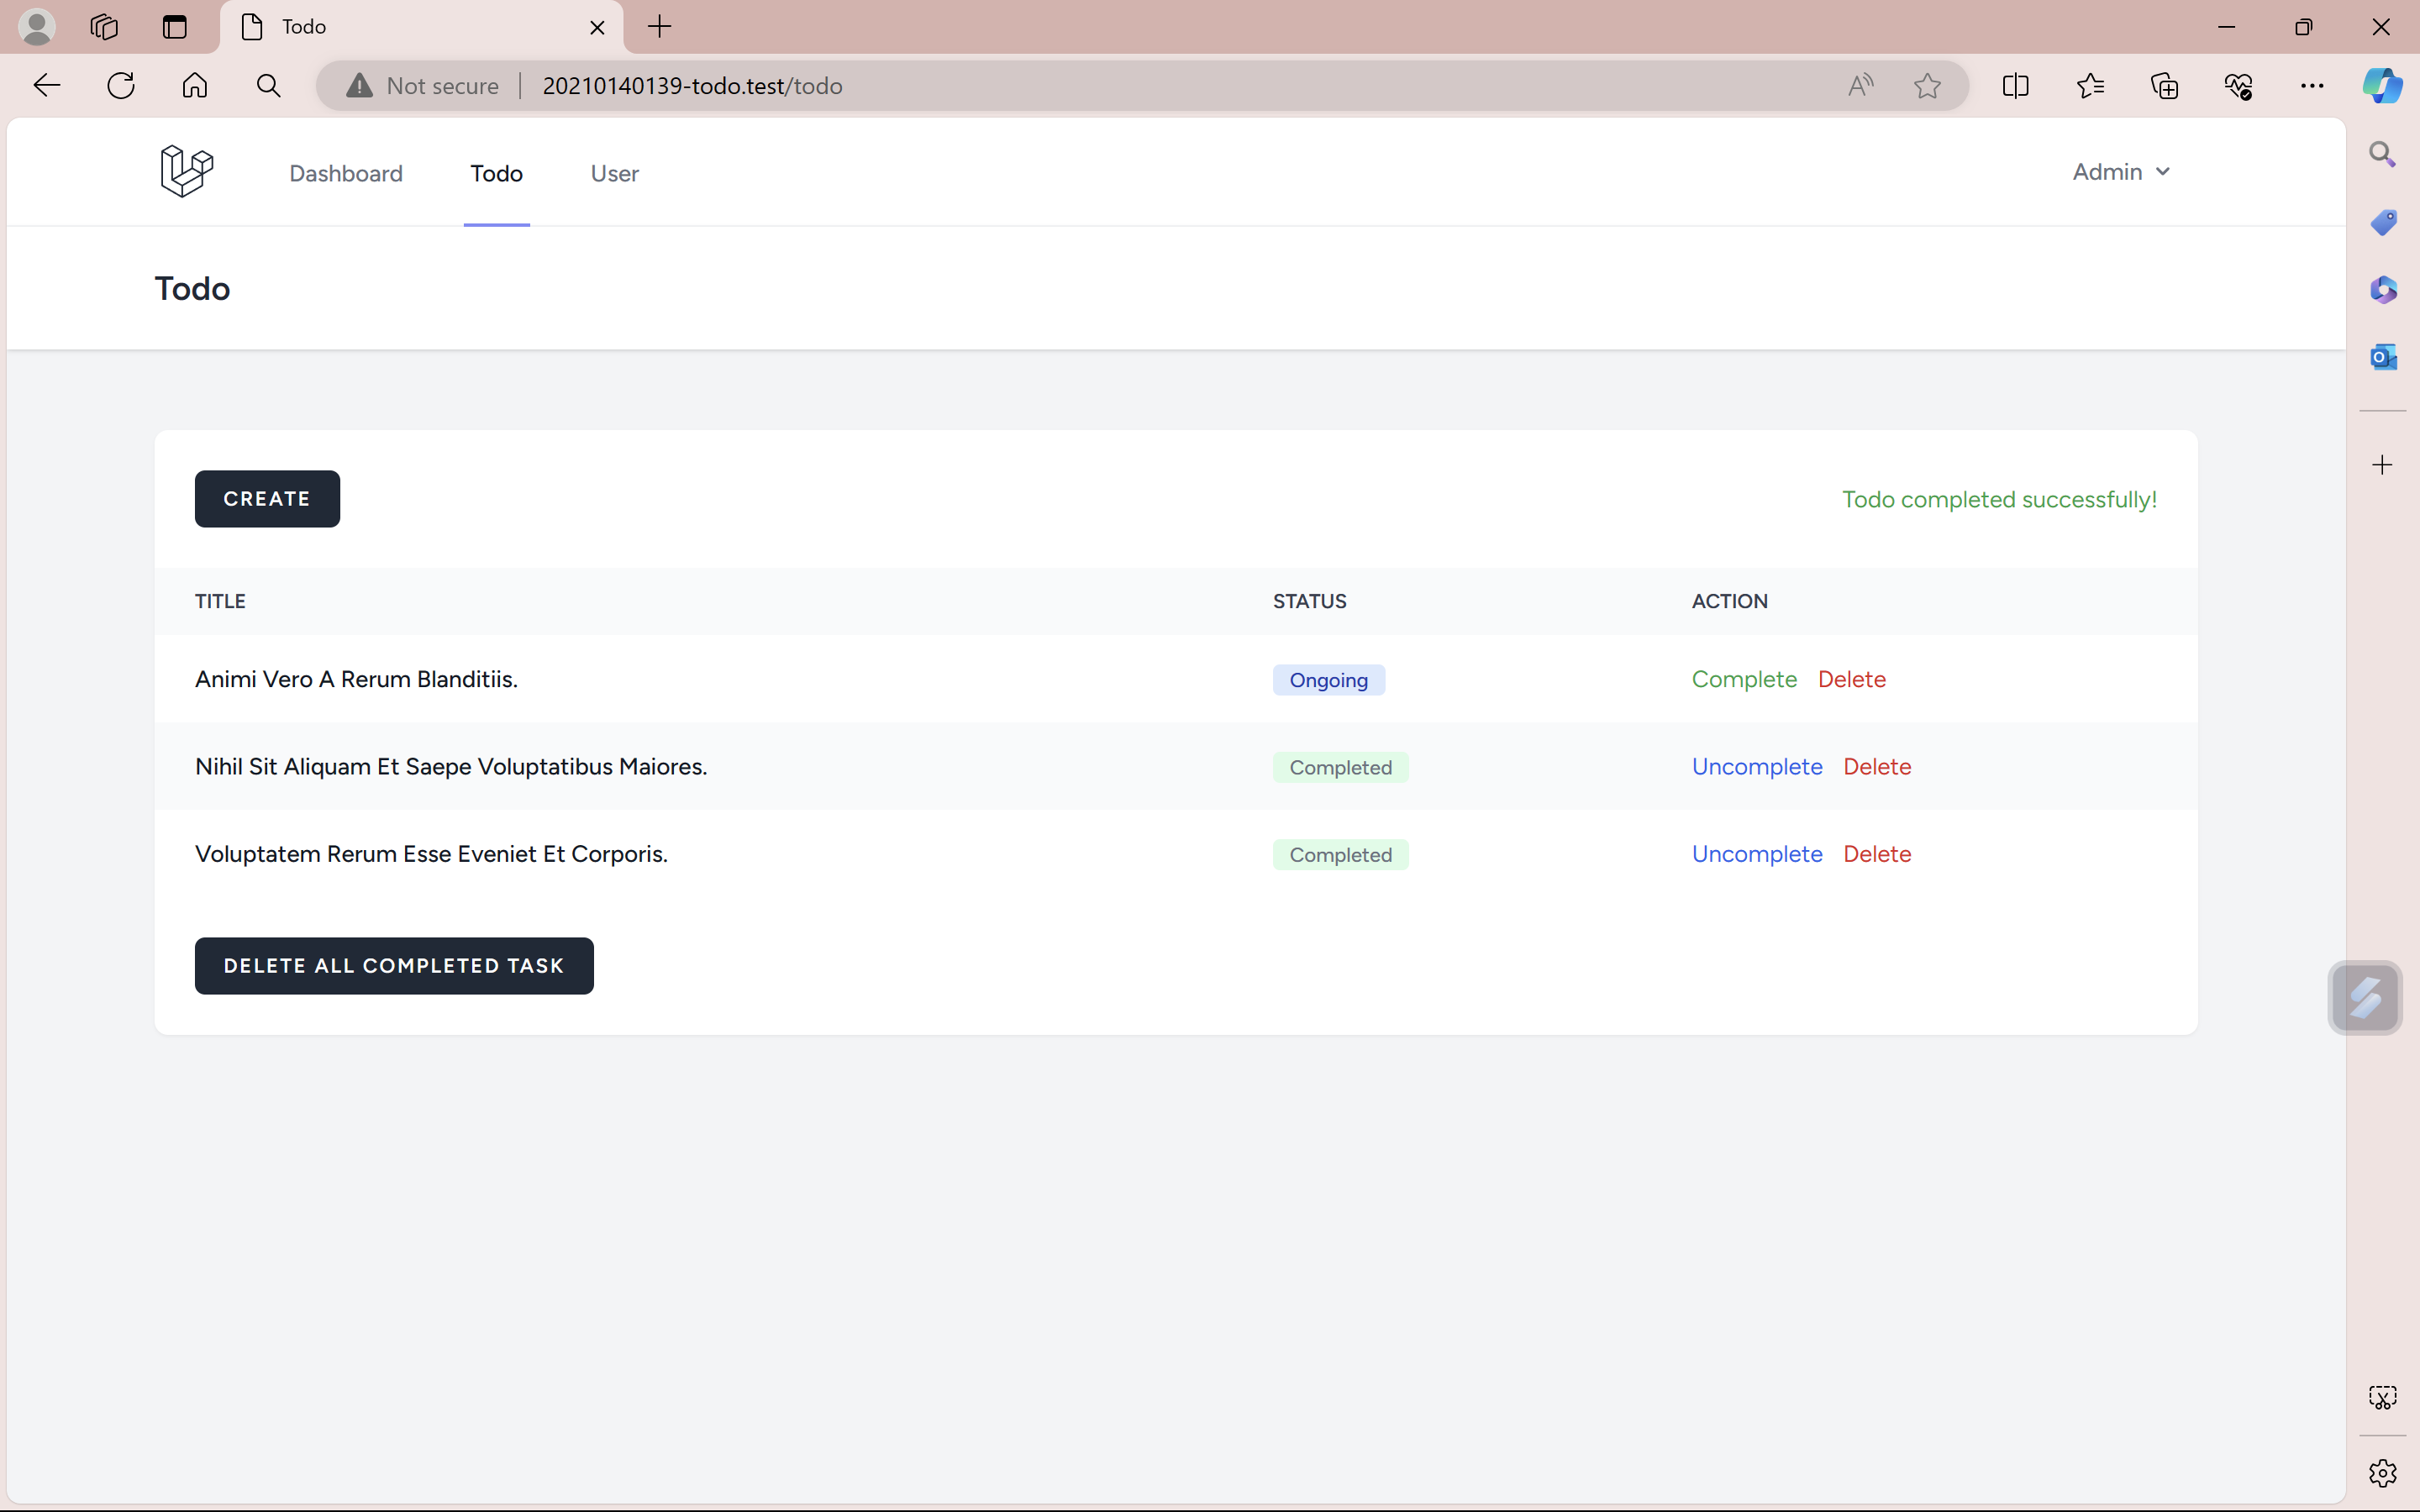 Todo
Not secure 20210140139-todo.test/todo
Dashboard Todo User Admin
Todo
CREATE Todo completed successfully!
TITLE STATUS ACTION
Animi Vero A Rerum Blanditiis. Ongoing Complete Delete
Nihil Sit Aliquam Et Saepe Voluptatibus Maiores. Completed Uncomplete Delete
Voluptatem Rerum Esse Eveniet Et Corporis. Completed Uncomplete Delete
DELETE ALL COMPLETED TASK